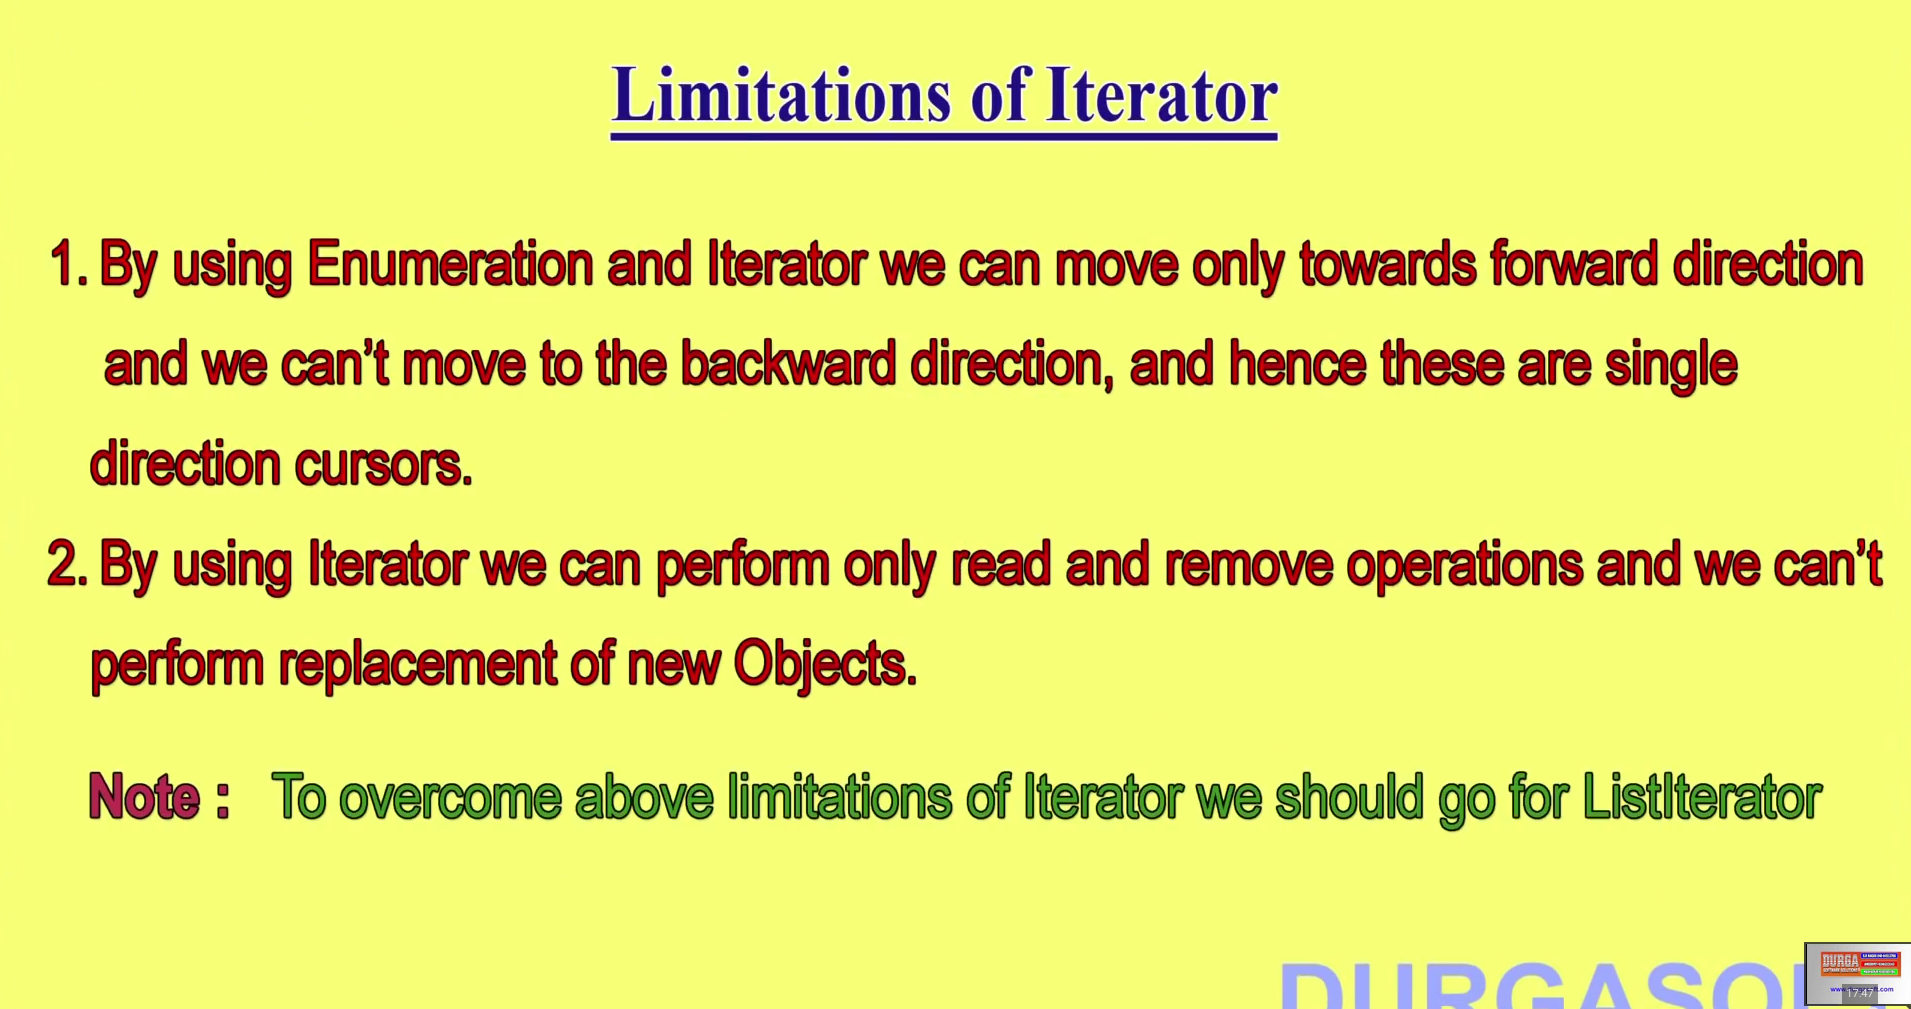 Limitations of Iterator
1. By using Enumeration and Iterator we can move only towards forward direction
and we can’t move to the backward direction, and hence these are single
direction cursors.
2. By using Iterator we can perform only read and remove operations and we can’t
perform replacement of new Objects.
Note : To overcome above limitations of Iterator we should go for ListIterator
DURGASO
DURGA
SOFTWARE SOLUTIONS
17:47